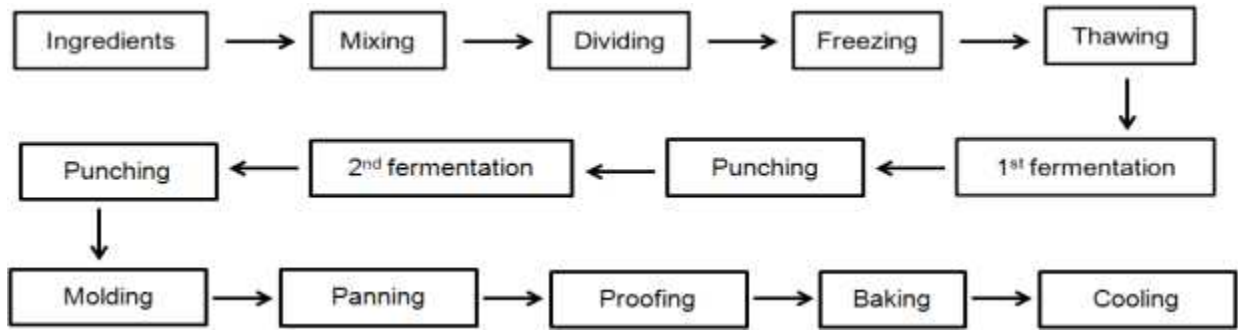 Ingredients
Mixing
Dividing
Freezing
Thawing
1st fermentation
Punching
2nd fermentation
Punching
Molding
Panning
Proofing
Baking
Cooling